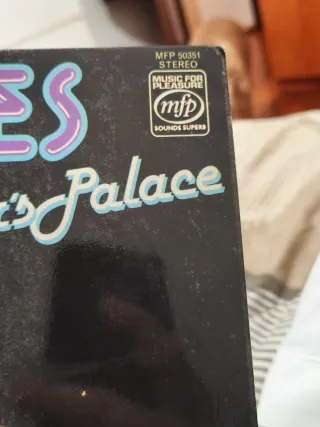 MFP 50351
STEREO
MUSIC FOR
PLEASURE
mfp
SOUNDS SUPERB
ES
's Palace